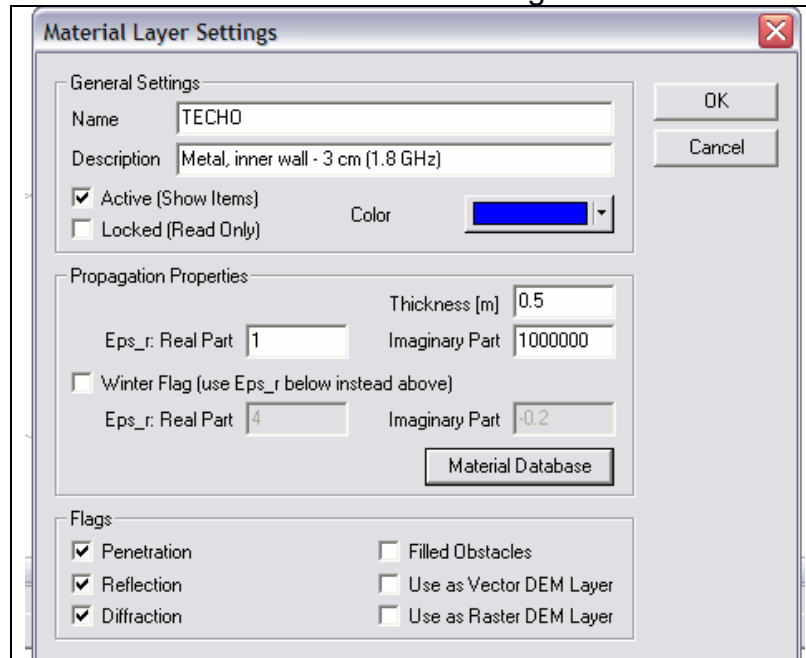 Material Layer Settings
General Settings
Name TECHO
Description Metal, inner wall - 3 cm (1.8 GHz)
Active (Show Items)
Locked (Read Only)
Color
OK
Cancel
Propagation Properties
Thickness [m] 0.5
Eps_r: Real Part 1 Imaginary Part 1000000
Winter Flag (use Eps_r below instead above)
Eps_r: Real Part 4 Imaginary Part -0.2
Material Database
Flags
Penetration Filled Obstacles
Reflection Use as Vector DEM Layer
Diffraction Use as Raster DEM Layer